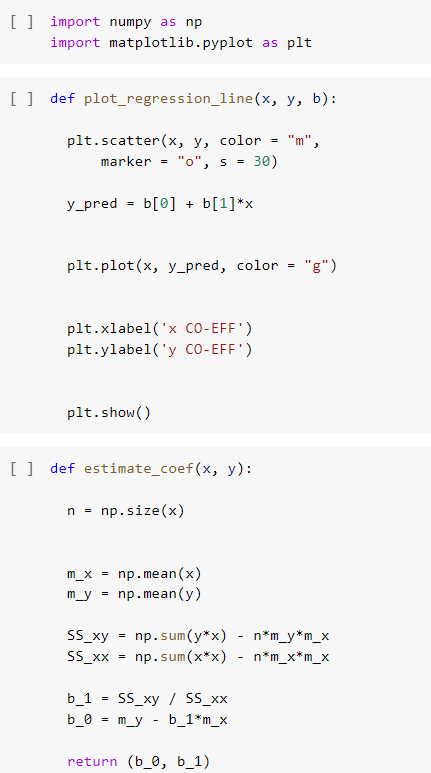 [ ] import numpy as np
import matplotlib.pyplot as plt
[ ] def plot_regression_line(x, y, b):
plt.scatter(x, y, color = "m",
marker = "o", s = 30)
y_pred = b[0] + b[1]*x
plt.plot(x, y_pred, color = "g")
plt.xlabel('x CO-EFF')
plt.ylabel('y CO-EFF')
plt.show()
[ ] def estimate_coef(x, y):
n = np.size(x)
m_x = np.mean(x)
m_y = np.mean(y)
SS_xy = np.sum(y*x) - n*m_y*m_x
SS_xx = np.sum(x*x) - n*m_x*m_x
b_1 = SS_xy / SS_xx
b_0 = m_y - b_1*m_x
return (b_0, b_1)